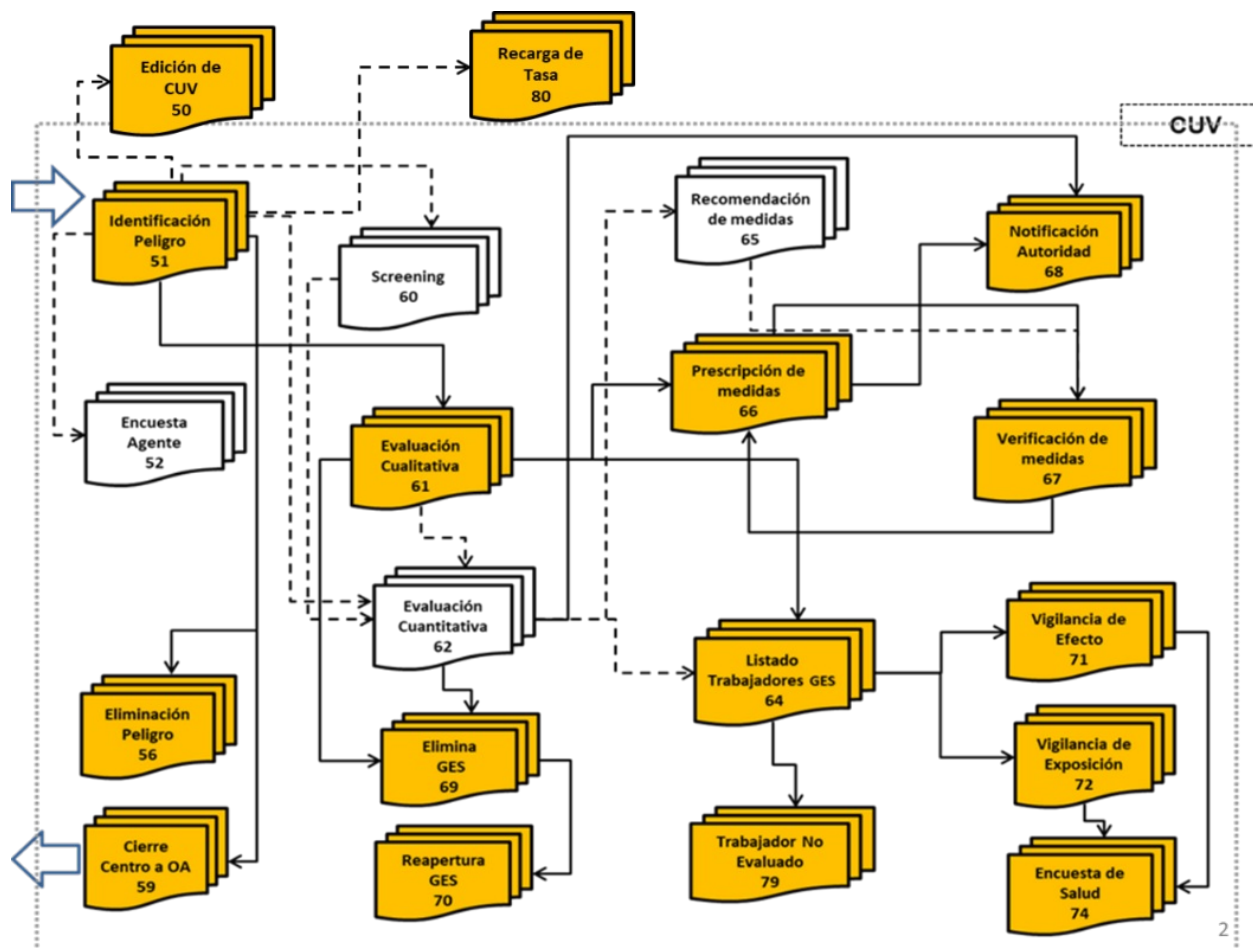 Edición de
CUV
50
Recarga de
Tasa
80
CUV
Identificación
Peligro
51
Screening
60
Recomendación
de medidas
65
Notificación
Autoridad
68
Encuesta
Agente
52
Evaluación
Cualitativa
61
Prescripción de
medidas
66
Verificación de
medidas
67
Evaluación
Cuantitativa
62
Listado
Trabajadores GES
64
Vigilancia de
Efecto
71
Eliminación
Peligro
56
Elimina
GES
69
Vigilancia de
Exposición
72
Cierre
Centro a OA
59
Reapertura
GES
70
Trabajador No
Evaluado
79
Encuesta de
Salud
74
2